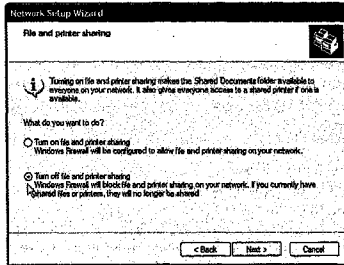 Network Setup Wizard
File and printer sharing
Turning on file and printer sharing makes the Shared Documents folder available to
everyone on your network. It also gives everyone access to a shared printer if one is
available.
What do you want to do?
Turn on file and printer sharing
Windows Firewall will be configured to allow file and printer sharing on your network.
Turn off file and printer sharing
Windows Firewall will block file and printer sharing on your network. If you currently have
shared files or printers, they will no longer be shared
< Back
Next >
Cancel